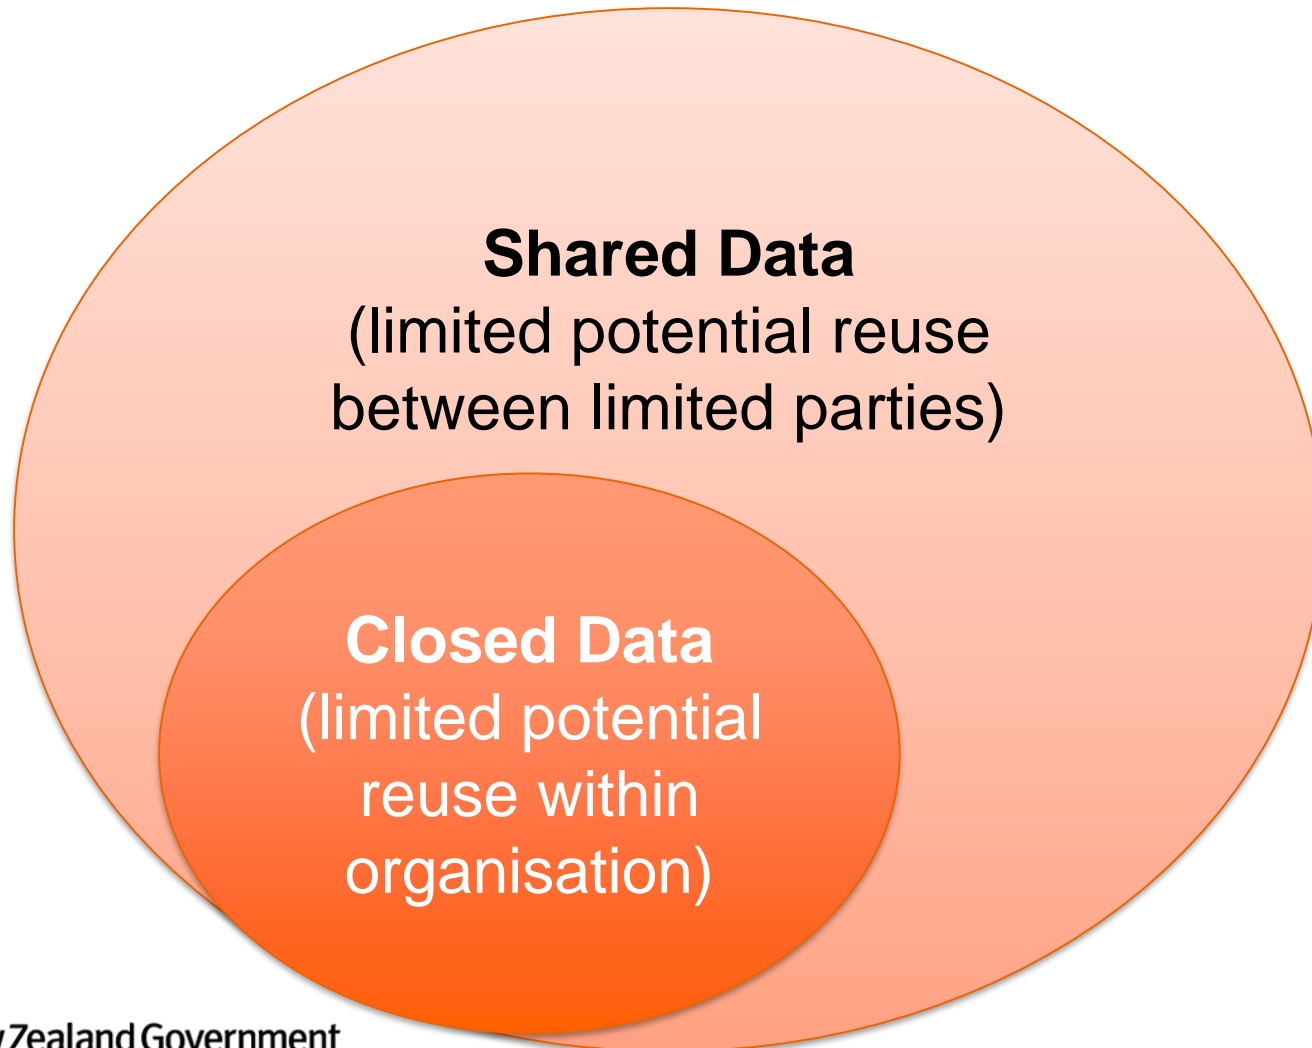 Shared Data
(limited potential reuse
between limited parties)
Closed Data
(limited potential
reuse within
organisation)
Zealand Government